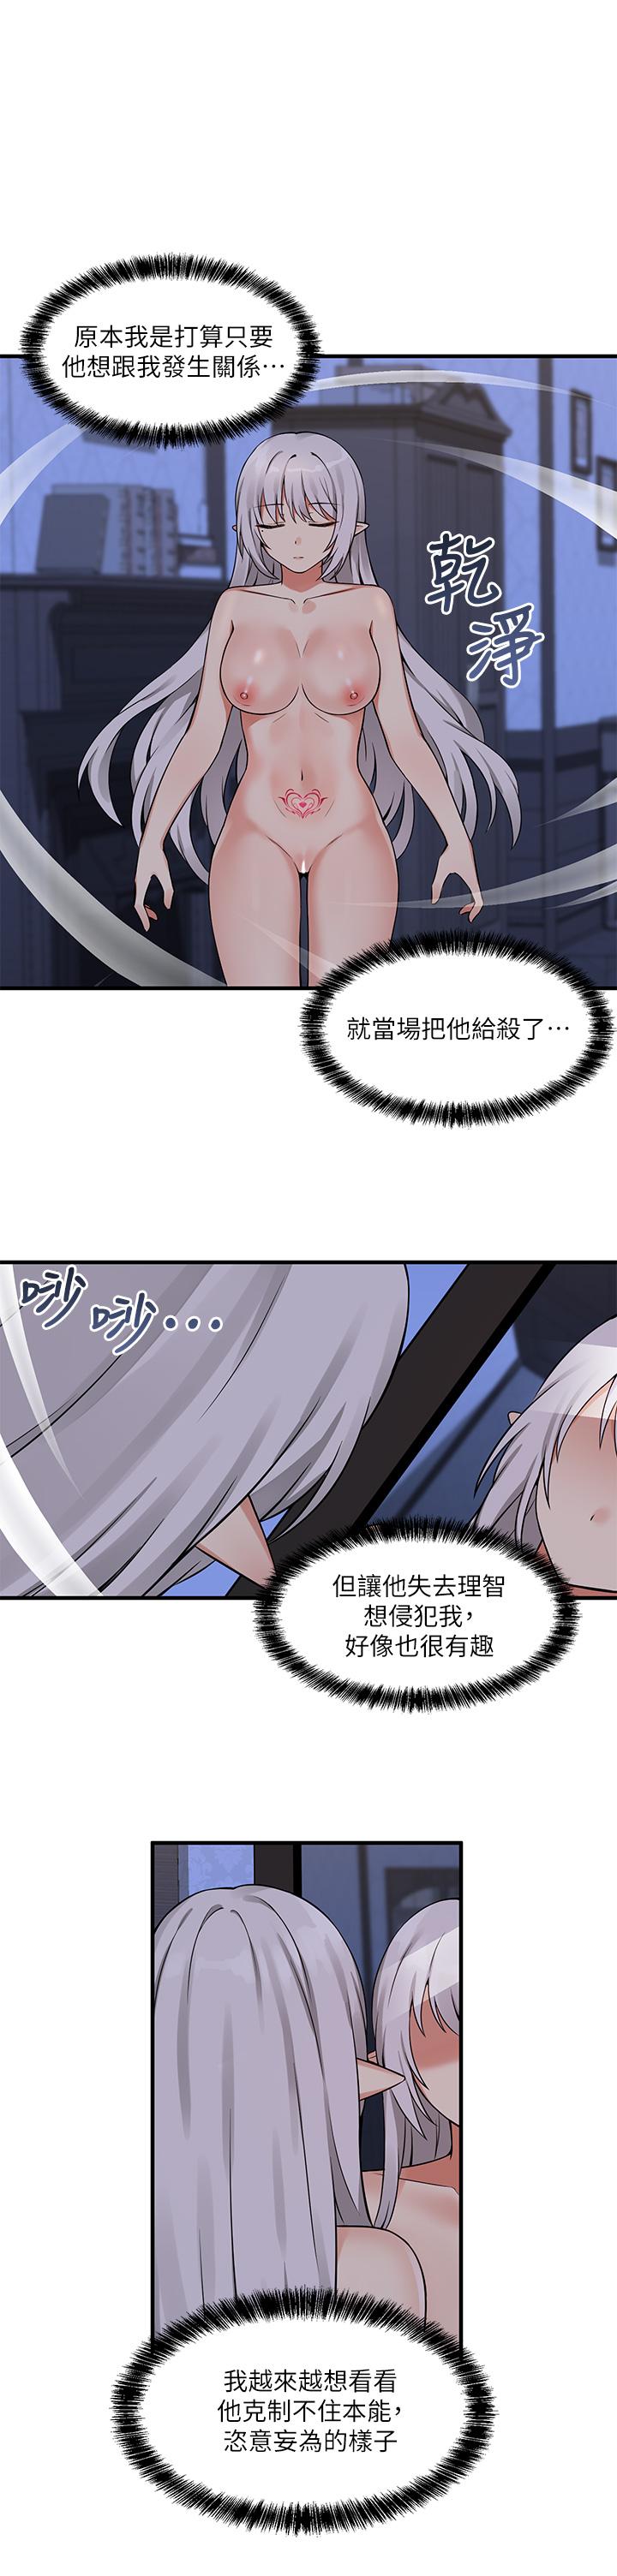 原本我是打算只要
他想跟我發生關係…
乾
淨
就當場把他給殺了…
唦
唦…
但讓他失去理智
想侵犯我，
好像也很有趣
我越來越想看看
他克制不住本能，
恣意妄為的樣子